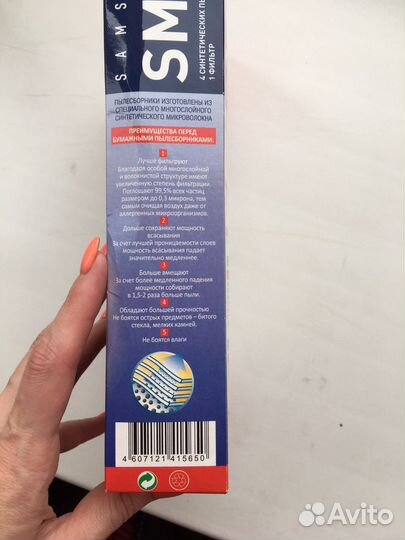 SAMS
SM
4 СИНТЕТИЧЕСКИХ
1 ФИЛЬТР
ПЫЛЕСБОРНИКИ ИЗГОТОВЛЕНЫ ИЗ
СПЕЦИАЛЬНОГО МНОГОСЛОЙНОГО
СИНТЕТИЧЕСКОГО МИКРОВОЛОКНА
ПРЕИМУЩЕСТВА ПЕРЕД
БУМАЖНЫМИ ПЫЛЕСБОРНИКАМИ:
1
Лучше фильтруют
Благодаря особой многослойной
и волокнистой структуре имеют
увеличенную степень фильтрации.
Поглощают 99,5% всех частиц
размером до 0,3 микрона, тем
самым очищая воздух даже от
аллергенных микроорганизмов.
2
Дольше сохраняют мощность
всасывания
За счет лучшей проницаемости слоев
мощность всасывания падает
значительно медленнее.
3
Больше вмещают
За счет более медленного падения
мощности собирают
в 1,5-2 раза больше пыли.
4
Обладают большей прочностью
Не боятся острых предметов – битого
стекла, мелких камней.
5
Не боятся влаги
4 607121 415650
Avito